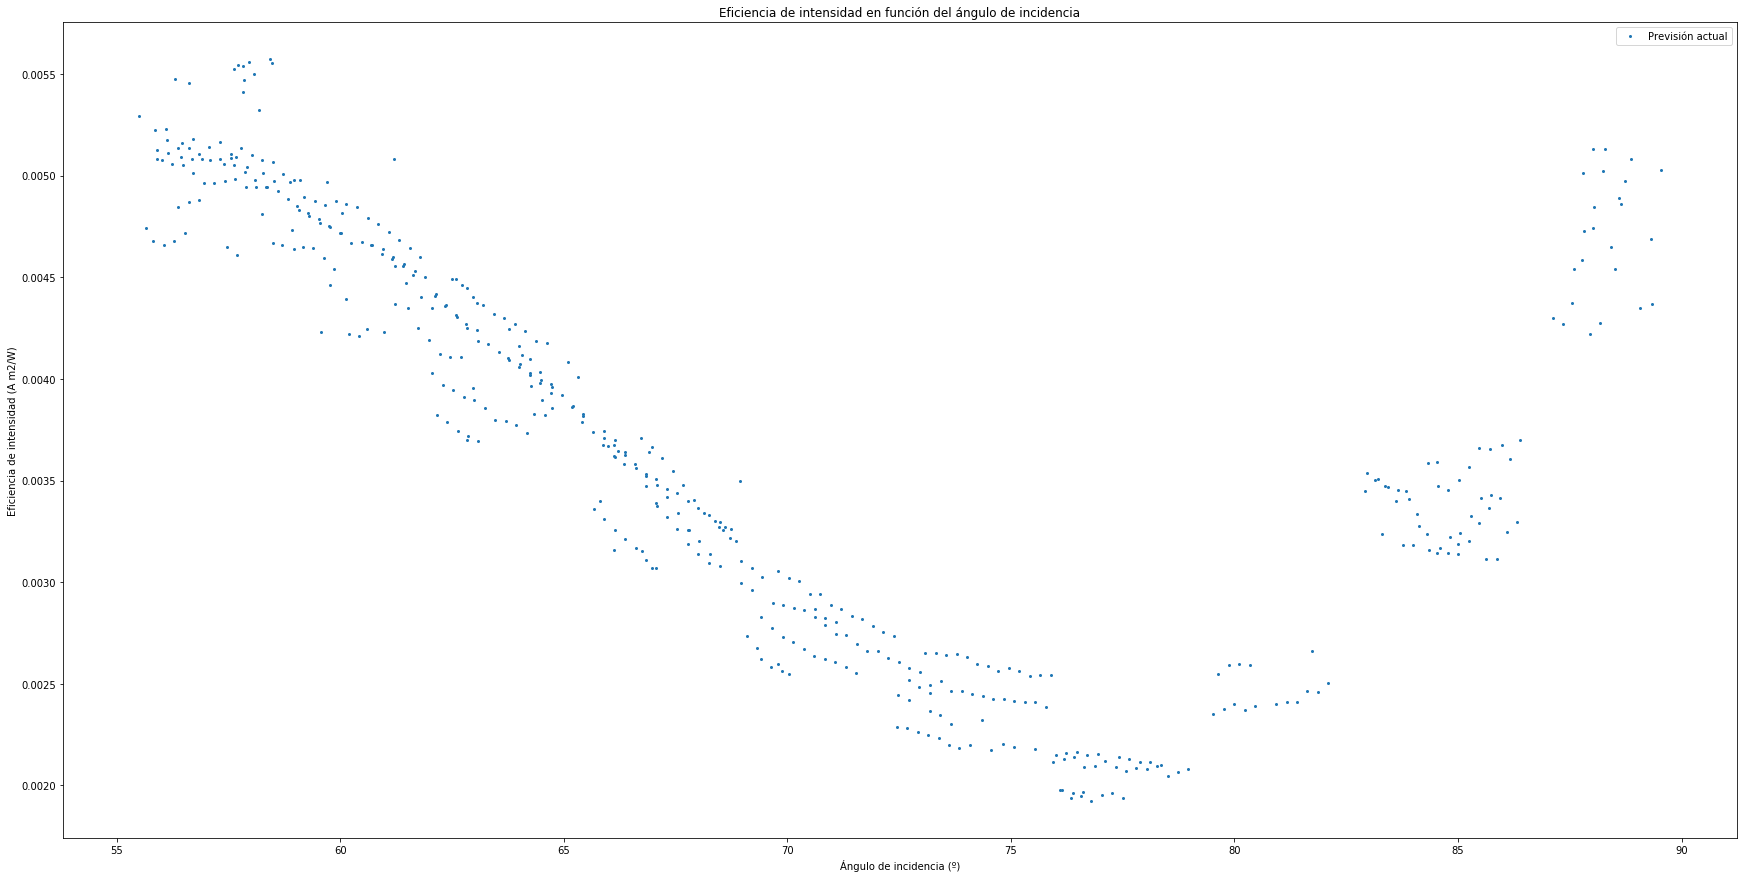 Eficiencia de intensidad en función del ángulo de incidencia
Previsión actual
Eficiencia de intensidad (A m2/W)
0.0055
0.0050
0.0045
0.0040
0.0035
0.0030
0.0025
0.0020
55 60 65 70 75 80 85 90
Ángulo de incidencia (º)